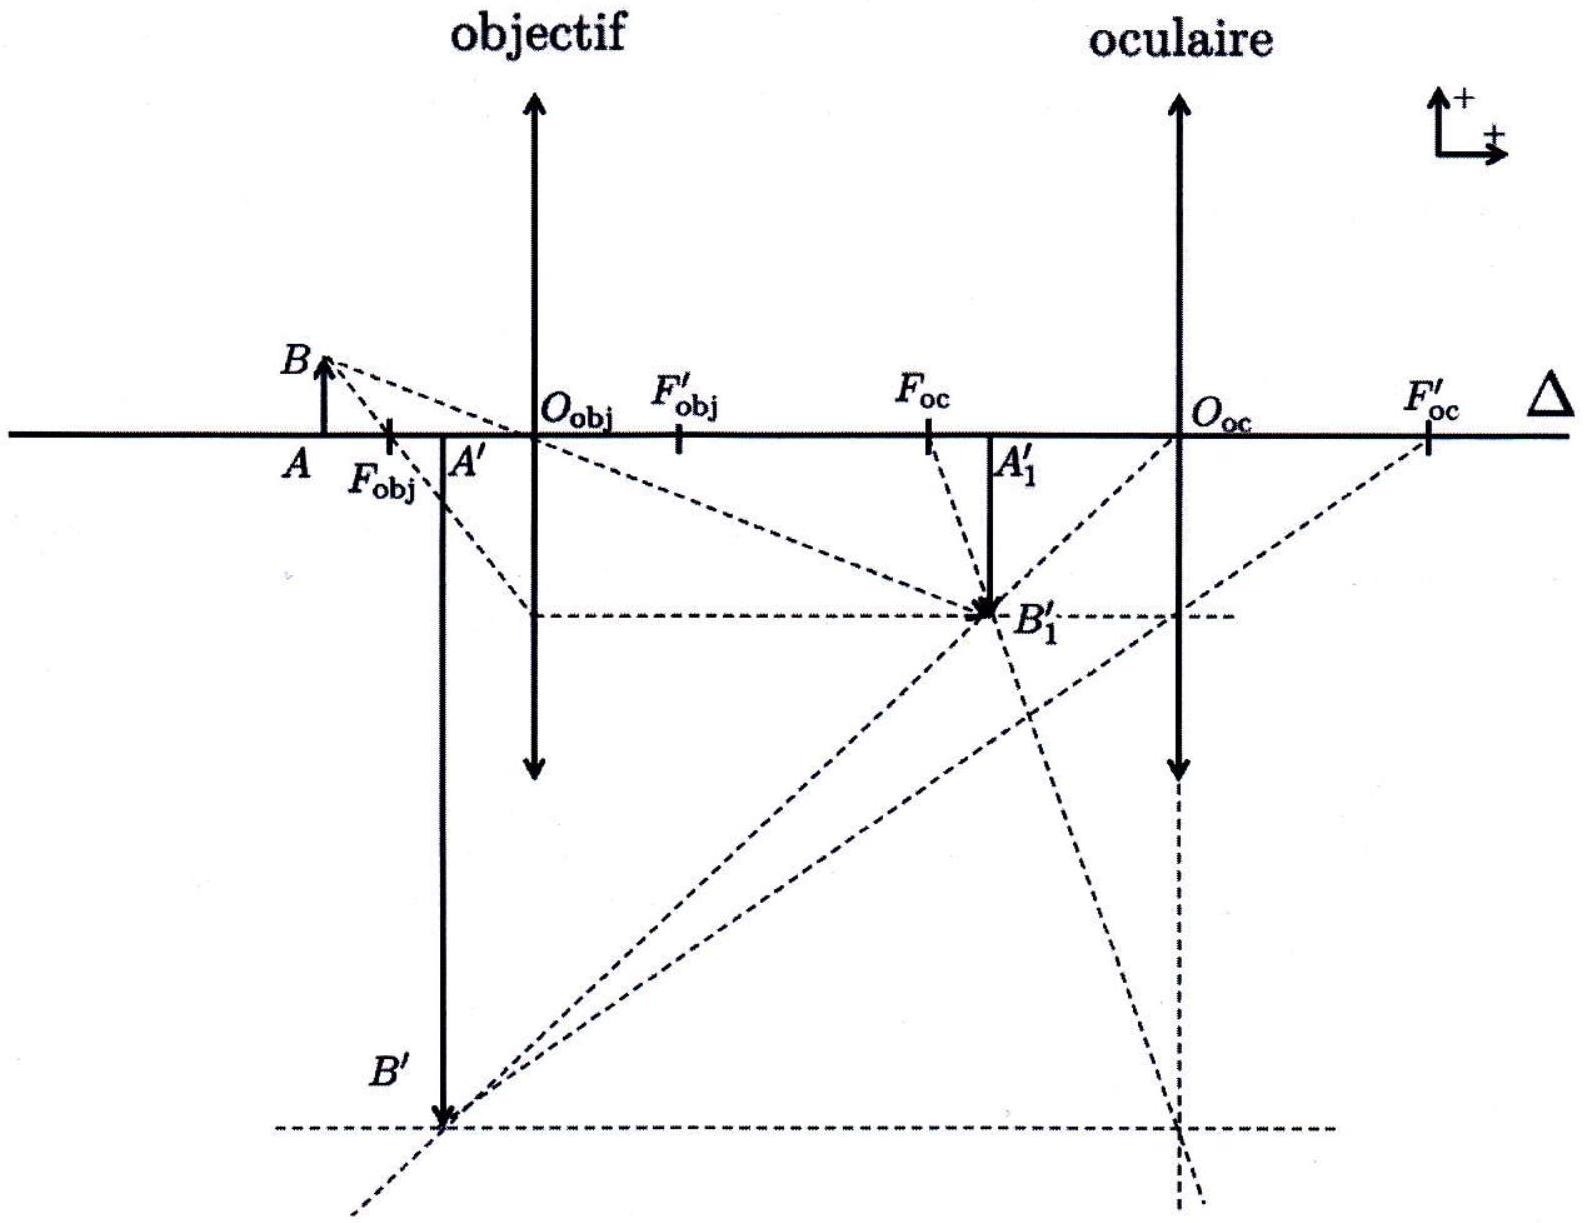 objectif oculaire
+
+
B
O_obj F'_obj F_oc O_oc F'_oc Δ
A F_obj A' A'_1
B'_1
B'